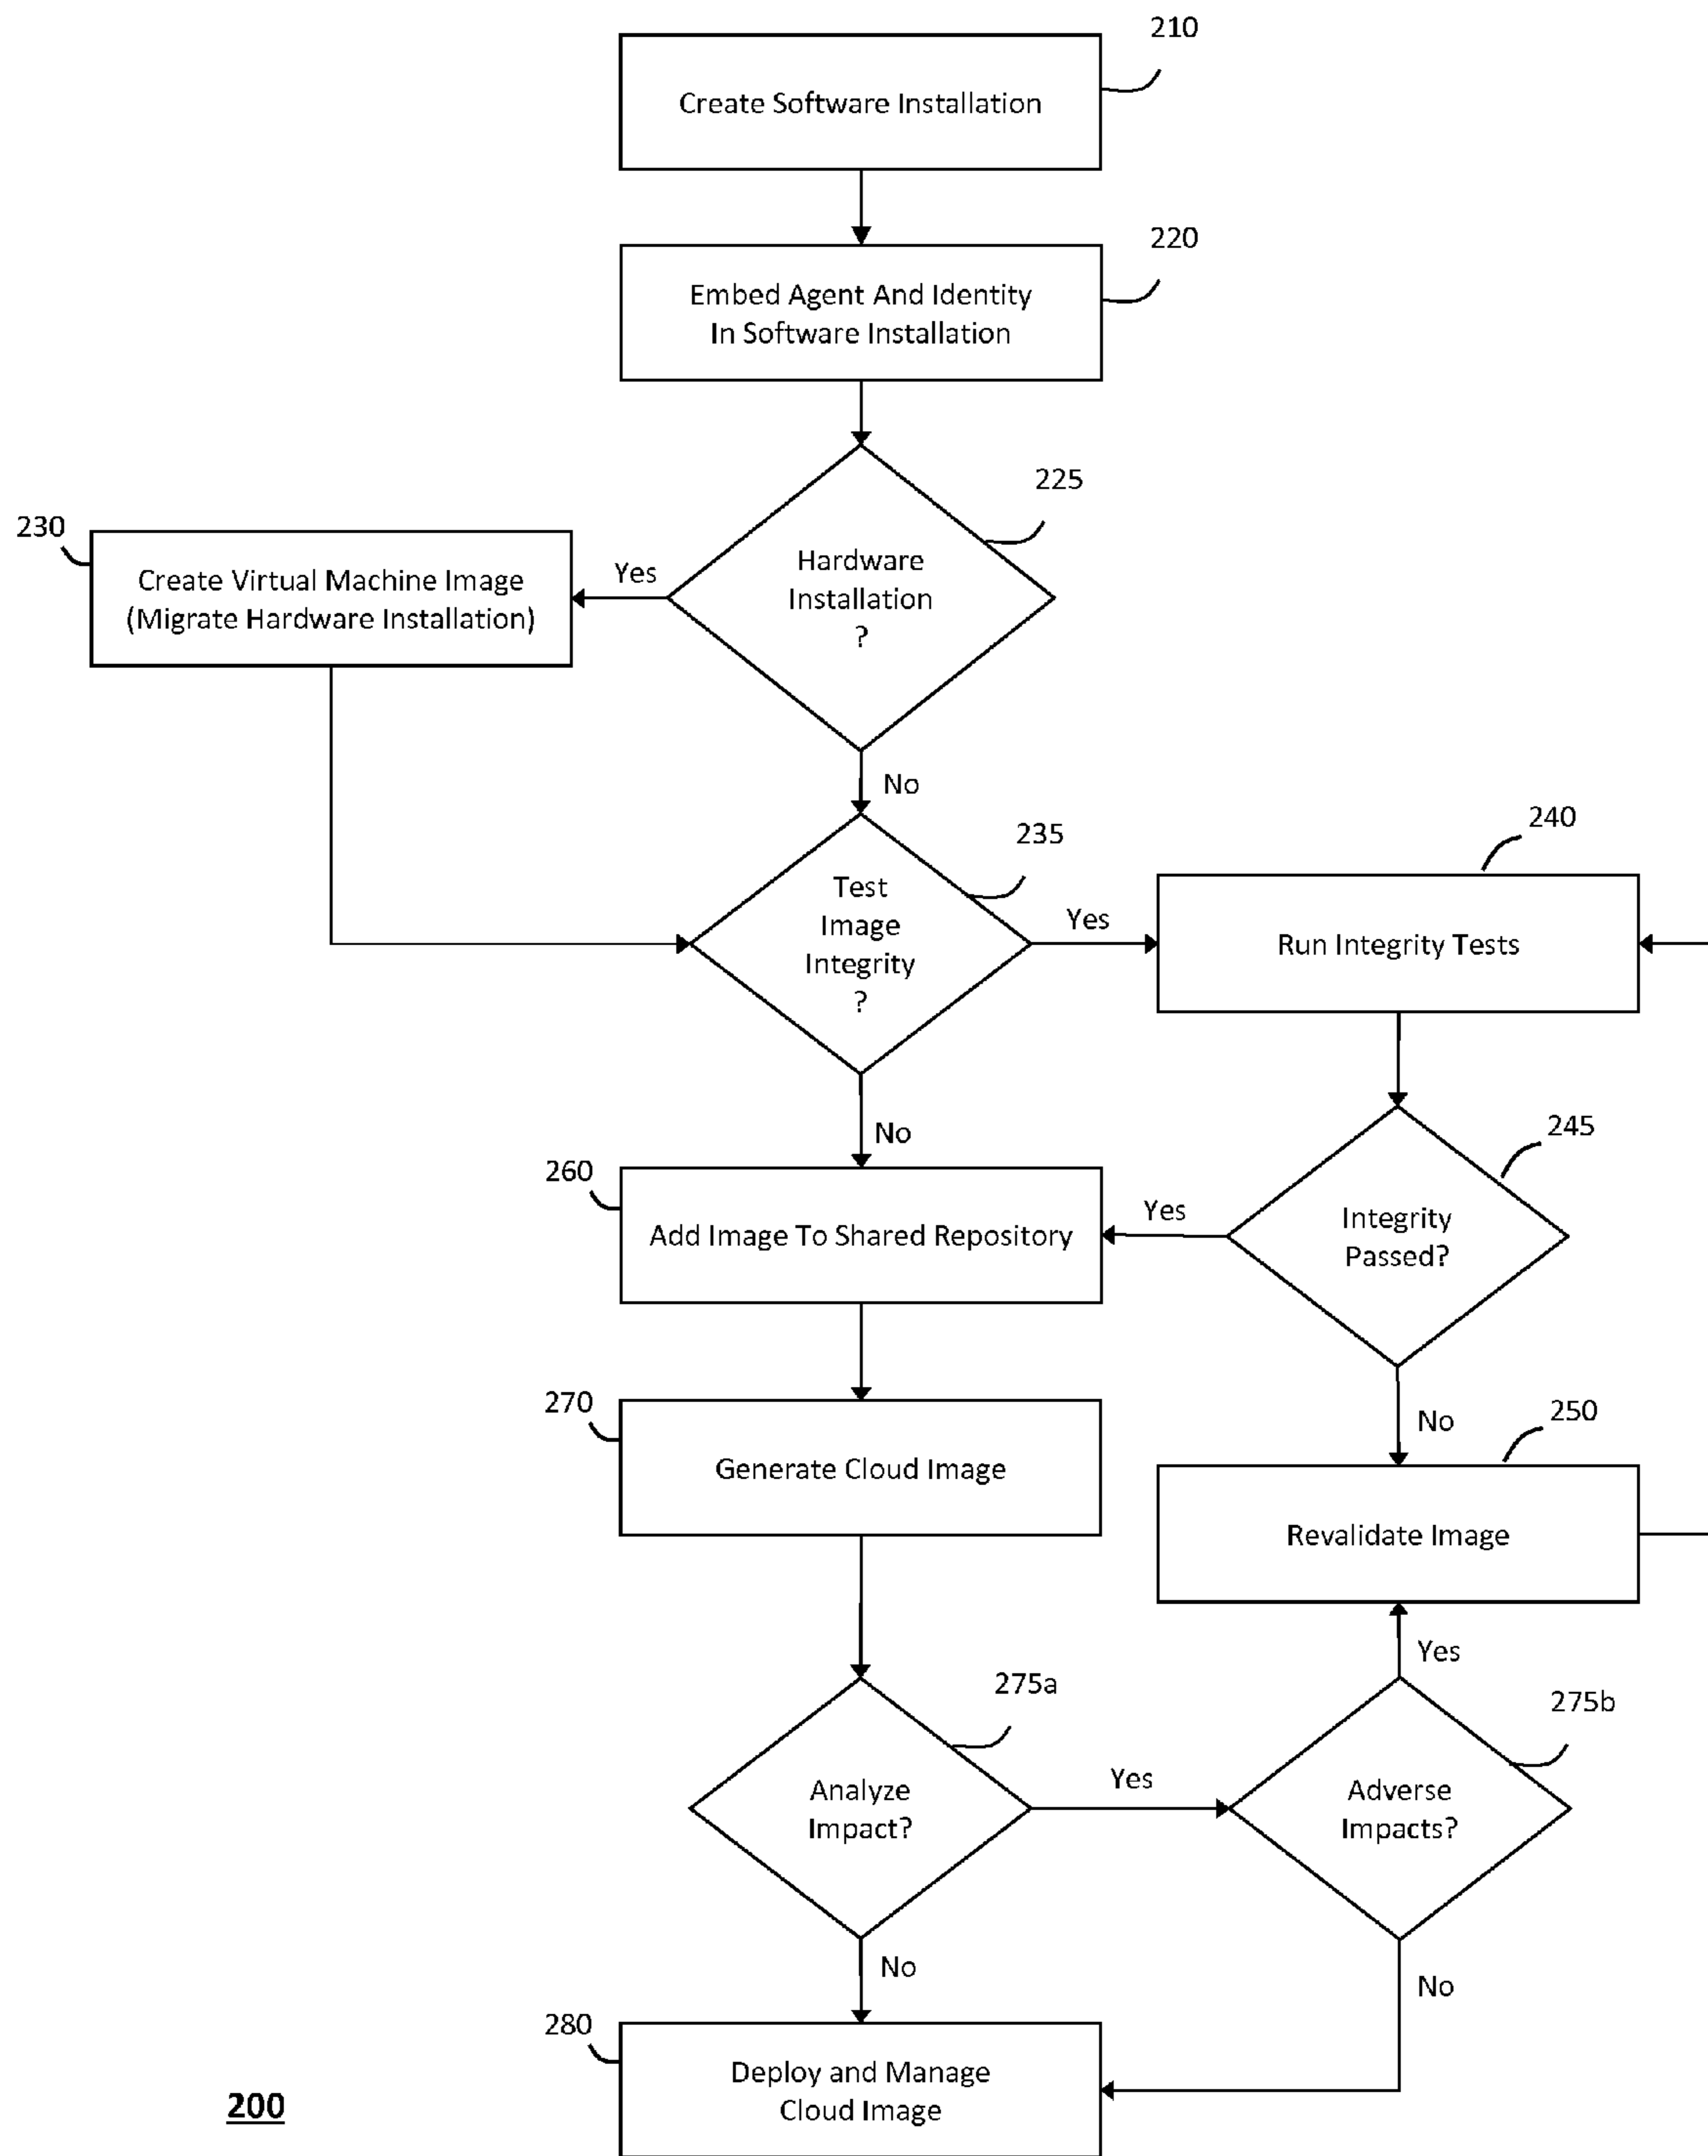 210
Create Software Installation
220
Embed Agent And Identity
In Software Installation
225
230
Hardware
Installation
?
Yes
Create Virtual Machine Image
(Migrate Hardware Installation)
No
235
240
Test
Image
Integrity
?
Yes
Run Integrity Tests
No
245
260
Add Image To Shared Repository
Yes
Integrity
Passed?
270
No
250
Generate Cloud Image
Revalidate Image
Yes
275a
275b
Analyze
Impact?
Yes
Adverse
Impacts?
No
No
280
Deploy and Manage
Cloud Image
200